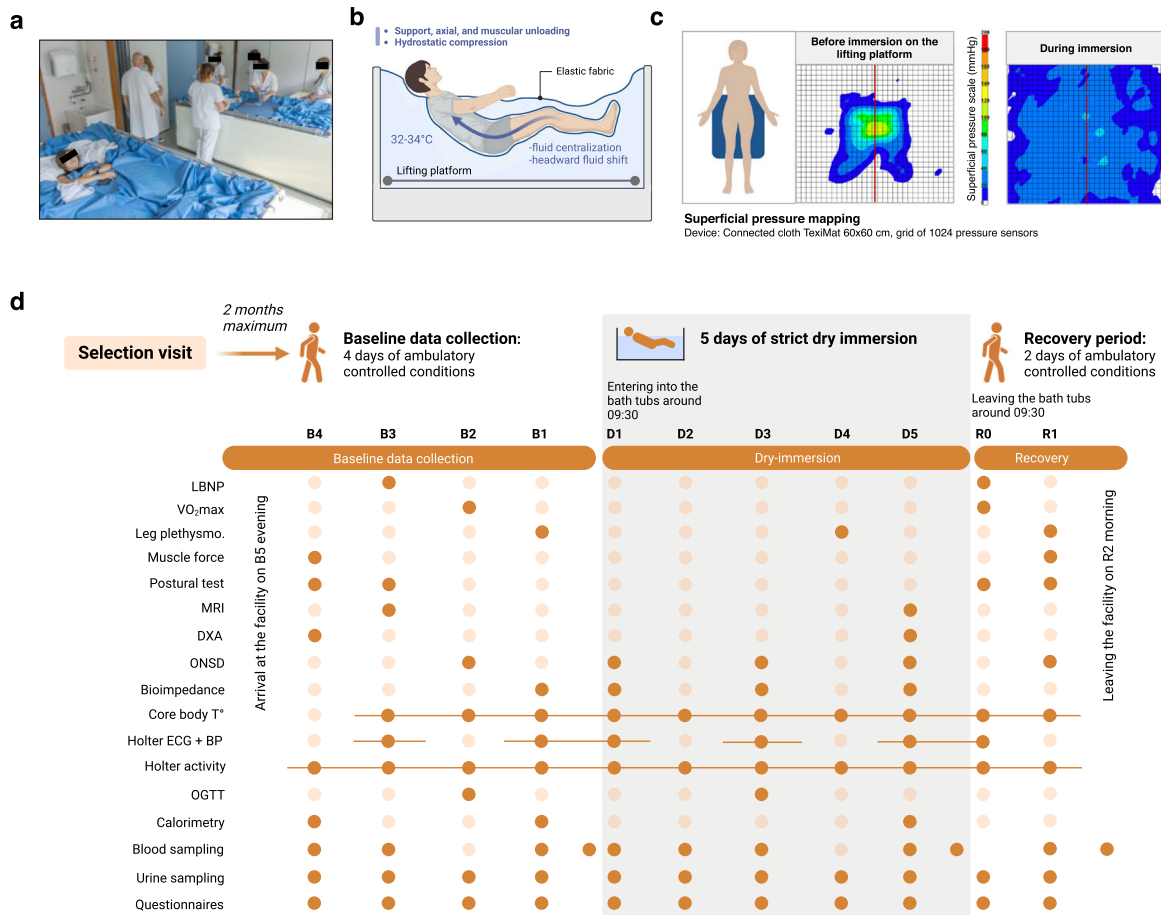 a
b
• Support, axial, and muscular unloading
• Hydrostatic compression
Elastic fabric
32-34°C
-fluid centralization
-headward fluid shift
Lifting platform
c
Before immersion on the
lifting platform
Superficial pressure scale (mmHg)
During immersion
Superficial pressure mapping
Device: Connected cloth TexiMat 60x60 cm, grid of 1024 pressure sensors
d
Selection visit
2 months
maximum
Baseline data collection:
4 days of ambulatory
controlled conditions
5 days of strict dry immersion
Entering into the
bath tubs around
09:30
Recovery period:
2 days of ambulatory
controlled conditions
Leaving the bath tubs
around 09:30
B4 B3 B2 B1 D1 D2 D3 D4 D5 R0 R1
Baseline data collection Dry-immersion Recovery
Arrival at the facility on B5 evening
Leaving the facility on R2 morning
LBNP
VO₂max
Leg plethysmo.
Muscle force
Postural test
MRI
DXA
ONSD
Bioimpedance
Core body T°
Holter ECG + BP
Holter activity
OGTT
Calorimetry
Blood sampling
Urine sampling
Questionnaires